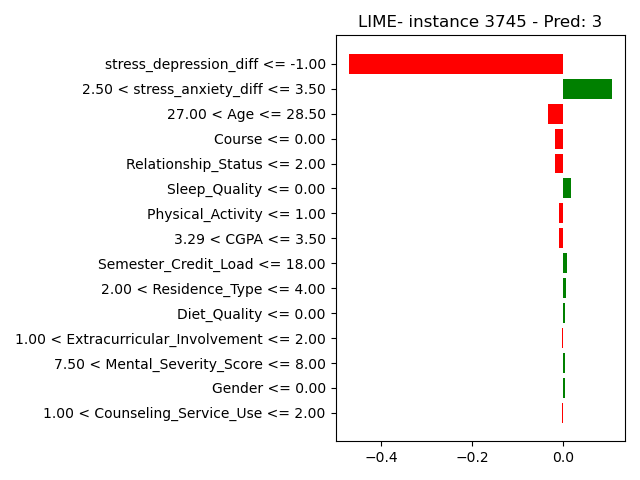 LIME- instance 3745 - Pred: 3
stress_depression_diff <= -1.00
2.50 < stress_anxiety_diff <= 3.50
27.00 < Age <= 28.50
Course <= 0.00
Relationship_Status <= 2.00
Sleep_Quality <= 0.00
Physical_Activity <= 1.00
3.29 < CGPA <= 3.50
Semester_Credit_Load <= 18.00
2.00 < Residence_Type <= 4.00
Diet_Quality <= 0.00
1.00 < Extracurricular_Involvement <= 2.00
7.50 < Mental_Severity_Score <= 8.00
Gender <= 0.00
1.00 < Counseling_Service_Use <= 2.00
−0.4 −0.2 0.0